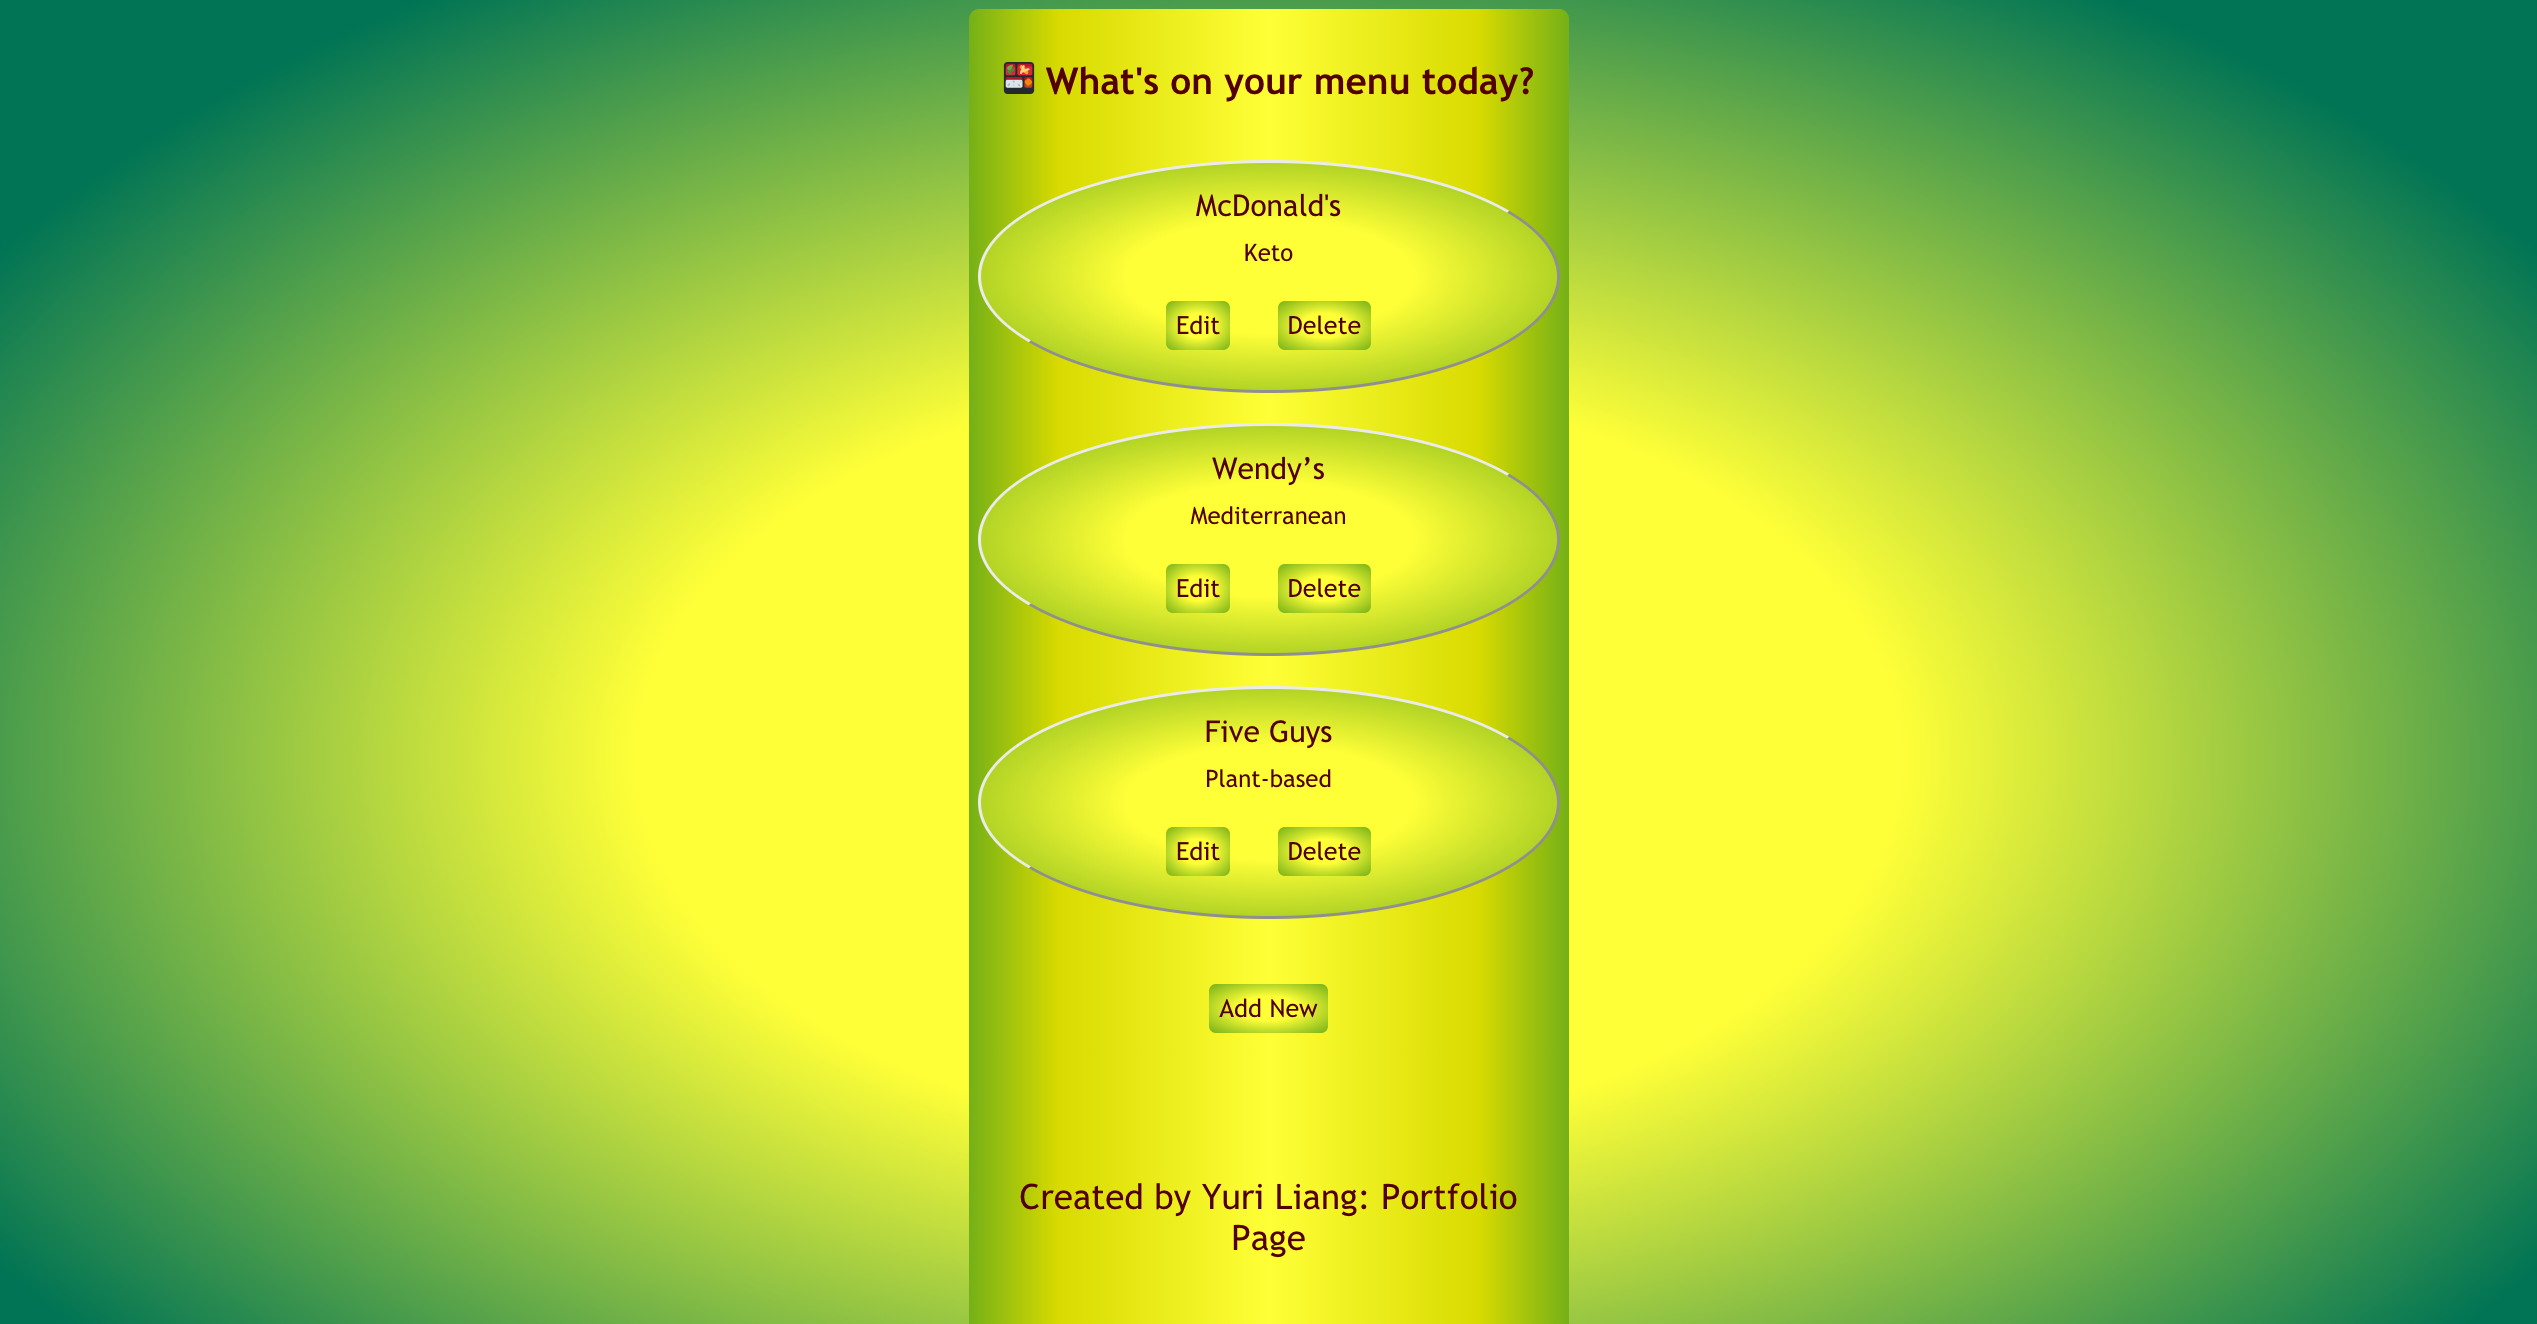 🍱 What's on your menu today?
McDonald's
Keto
Edit Delete
Wendy’s
Mediterranean
Edit Delete
Five Guys
Plant-based
Edit Delete
Add New
Created by Yuri Liang: Portfolio
Page